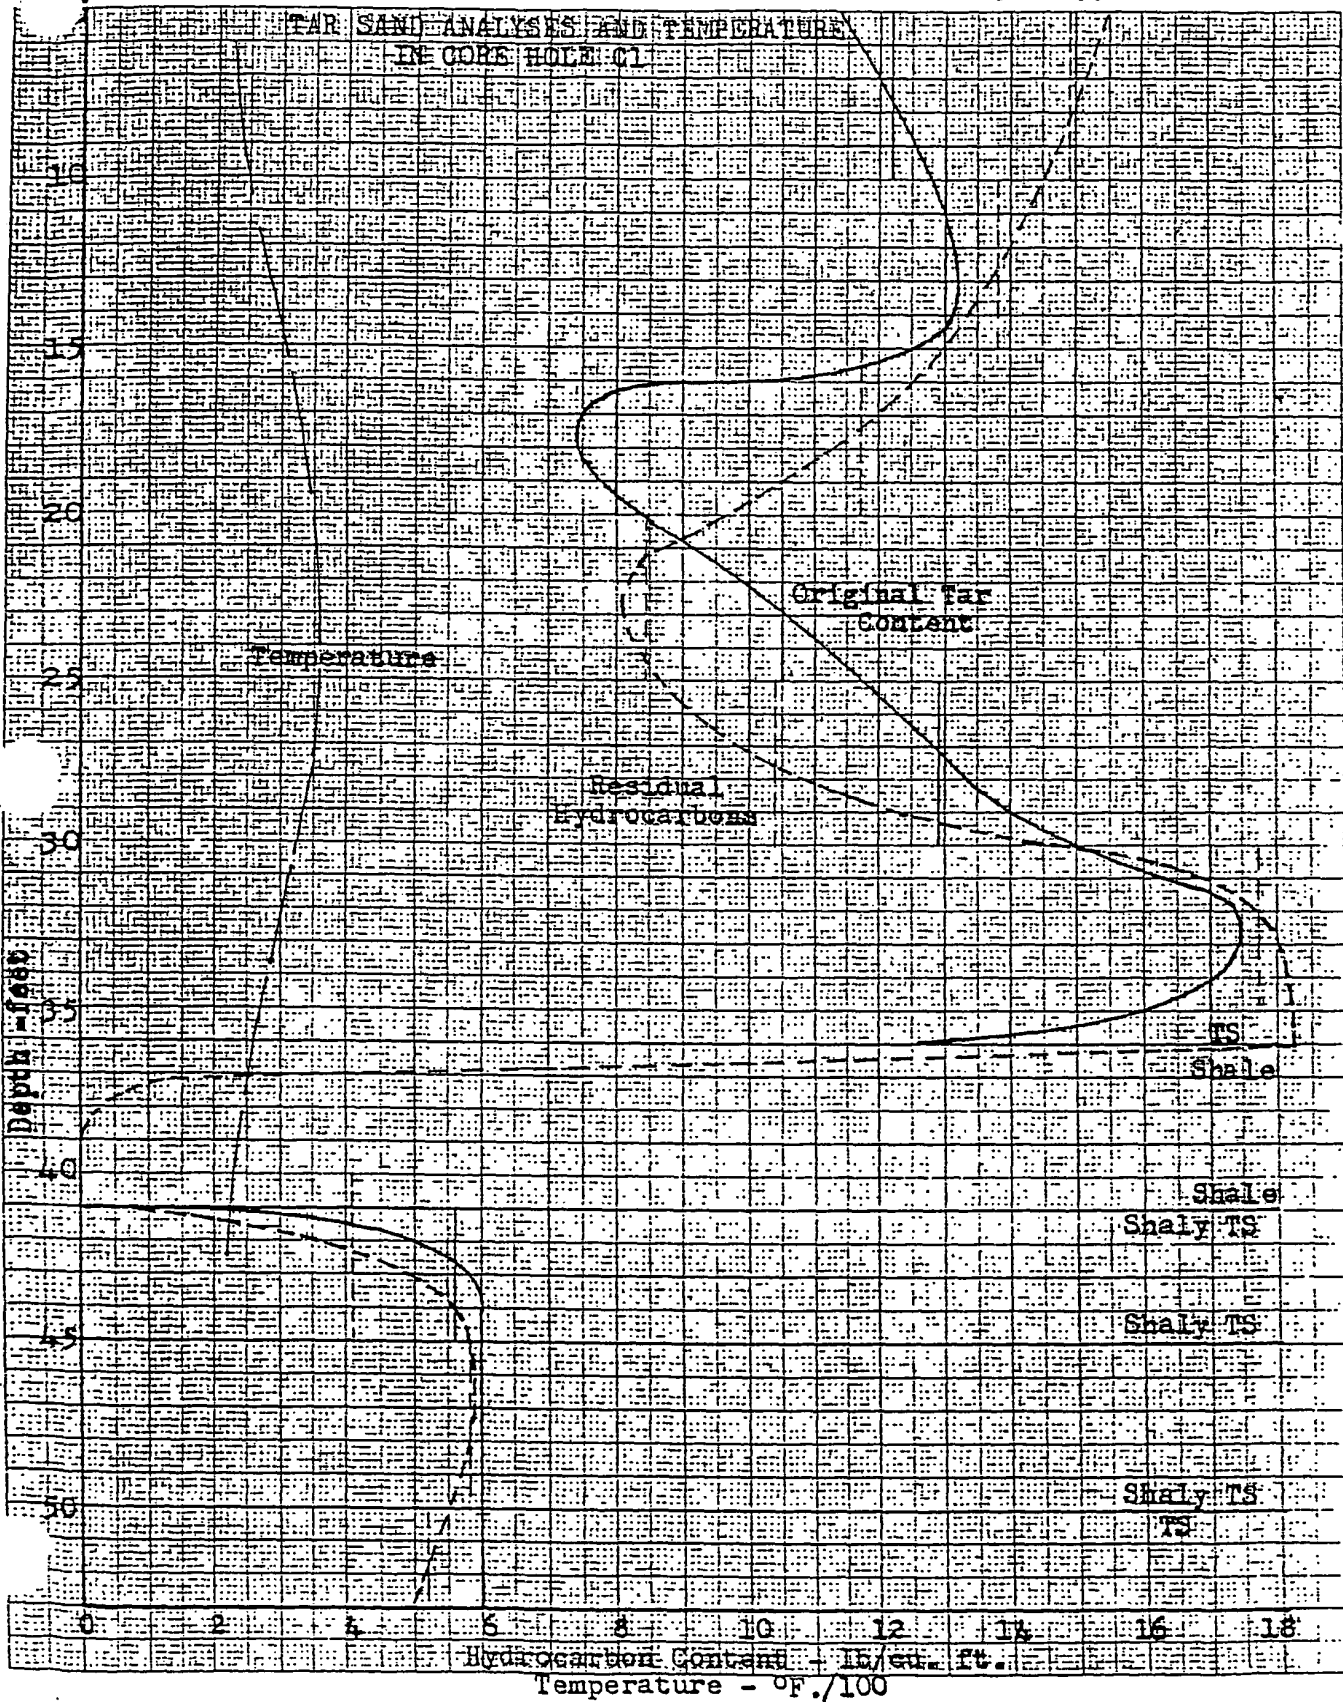 TAR SAND ANALYSES AND TEMPERATURE
IN CORE HOLE C1
10
15
20
Original Tar
Content
Temperature
25
Residual
Hydrocarbons
30
Depth - feet
35
TS
Shale
40
Shale
Shaly TS
45
Shaly TS
50
Shaly TS
TS
0 2 4 6 8 10 12 14 16 18
Hydrocarbon Content - lb/cu. ft.
Temperature - °F./100